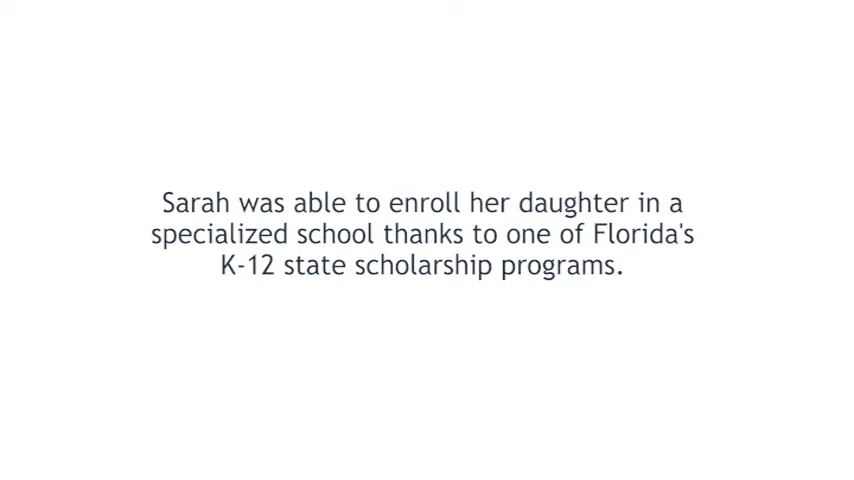 Sarah was able to enroll her daughter in a
specialized school thanks to one of Florida's
K-12 state scholarship programs.